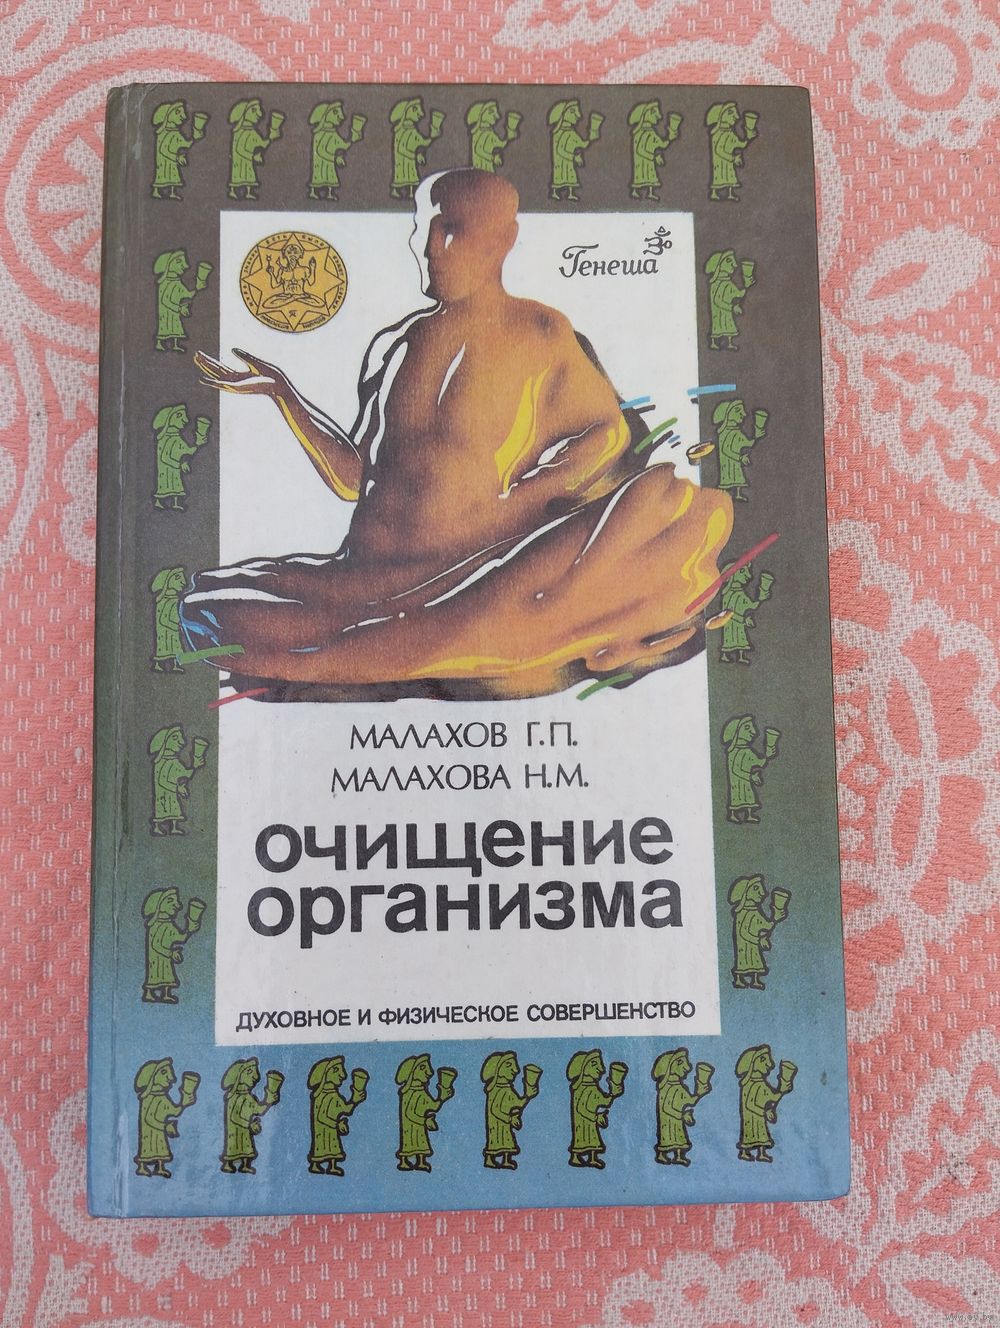 Генеша
МАЛАХОВ Г.П.
МАЛАХОВА Н.М.
очищение
организма
ДУХОВНОЕ И ФИЗИЧЕСКОЕ СОВЕРШЕНСТВО